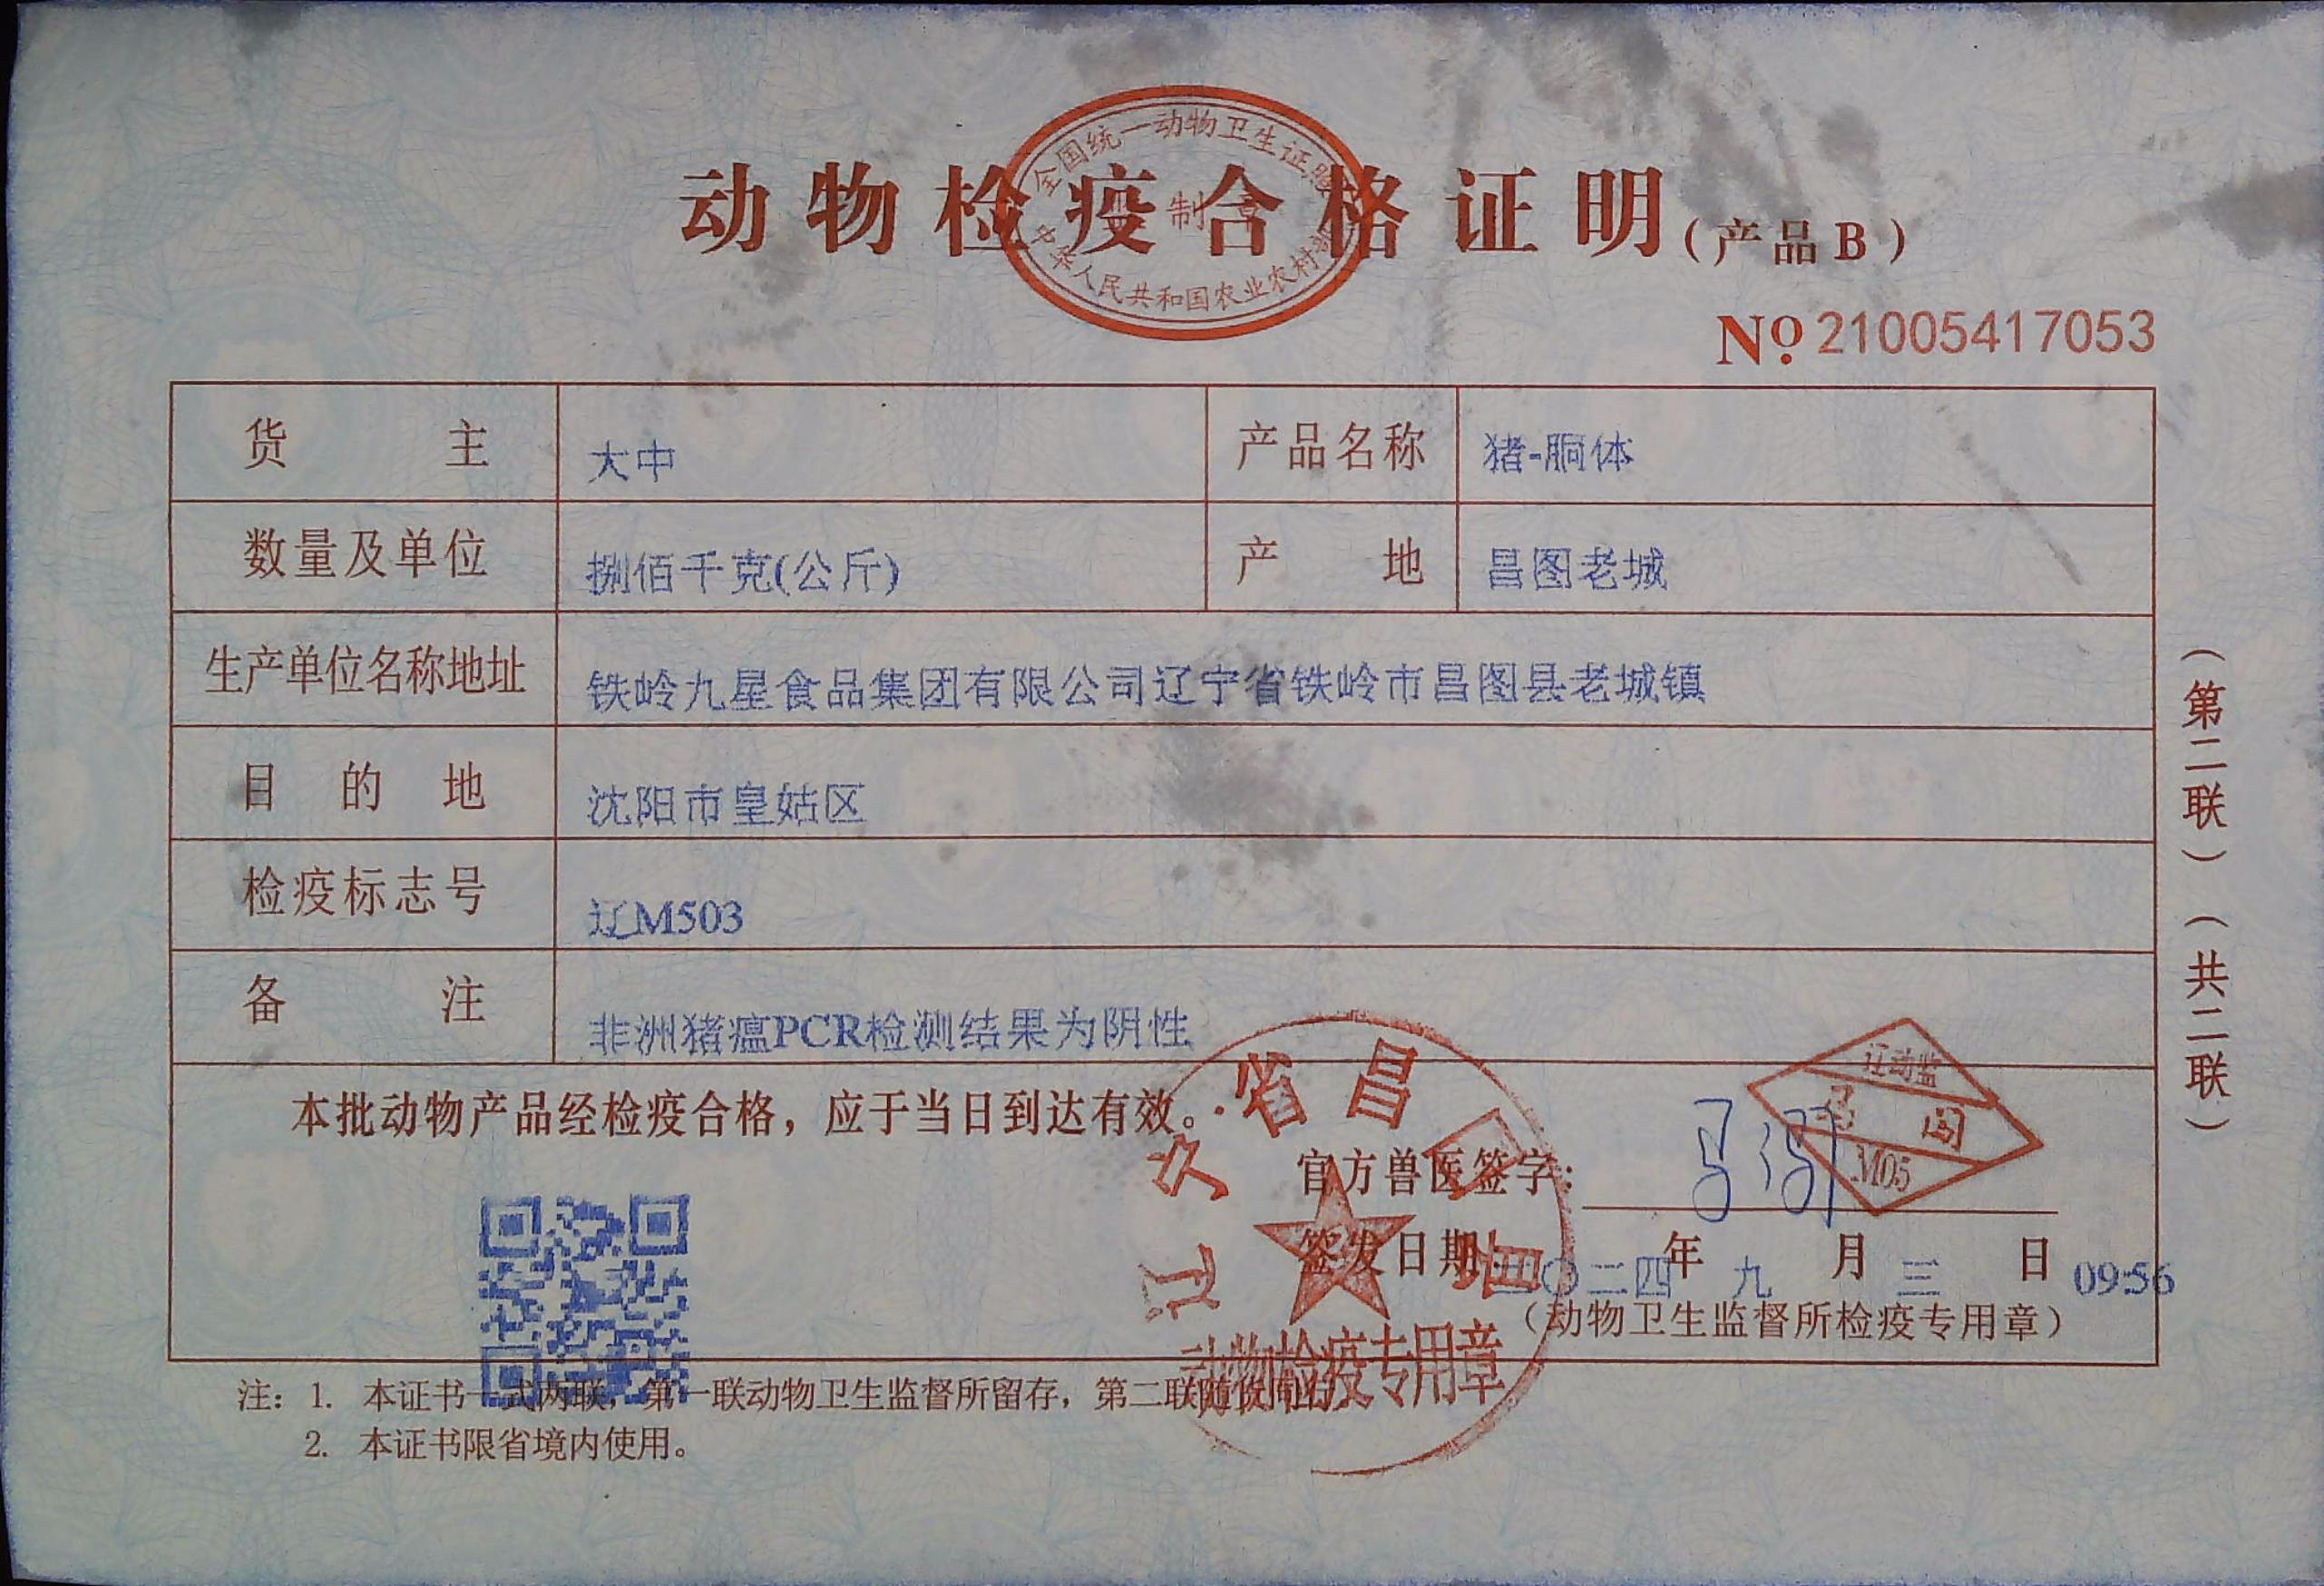 全国统一动物卫生证
监制
中华人民共和国农业农村部
动物检疫合格证明(产品B)
№21005417053
货主 大中 产品名称 猪-胴体
数量及单位 捌佰千克(公斤) 产地 昌图老城
生产单位名称地址 铁岭九星食品集团有限公司辽宁省铁岭市昌图县老城镇
目的地 沈阳市皇姑区
检疫标志号 辽M503
备注 非洲猪瘟PCR检测结果为阴性
本批动物产品经检疫合格，应于当日到达有效。
官方兽医签字：
辽动监
昌图
M05
签发日期 二〇二四年九月三日 09:56
（动物卫生监督所检疫专用章）
辽宁省昌图县
动物检疫专用章
注：1. 本证书一式两联，第一联动物卫生监督所留存，第二联随货同行。
2. 本证书限省境内使用。
（第二联）（共二联）